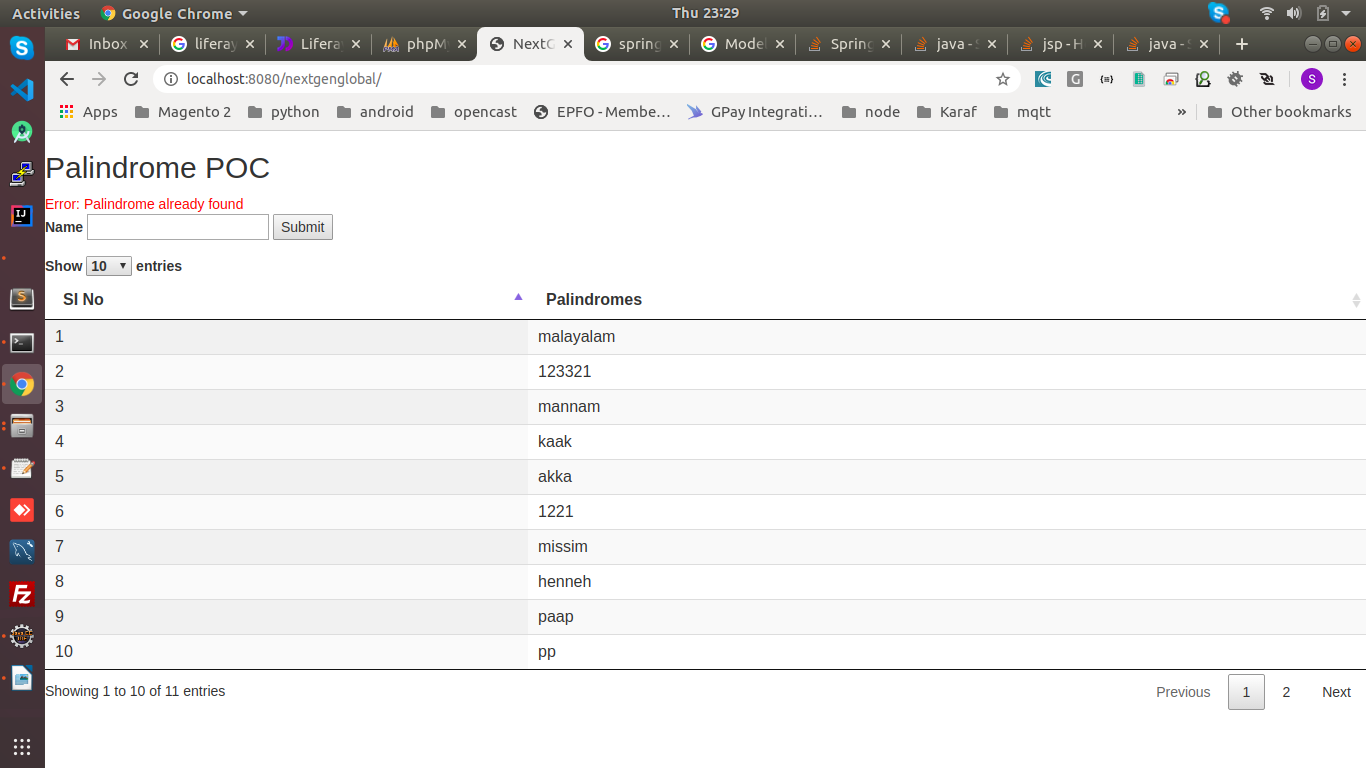 Activities Google Chrome Thu 23:29
Inbox liferay Liferay phpMy NextG spring Model Spring java - S jsp - H java - S
localhost:8080/nextgenglobal/
Apps Magento 2 python android opencast EPFO - Membe… GPay Integrati… node Karaf mqtt » Other bookmarks
Palindrome POC
Error: Palindrome already found
Name Submit
Show 10 entries
Sl No Palindromes
1 malayalam
2 123321
3 mannam
4 kaak
5 akka
6 1221
7 missim
8 henneh
9 paap
10 pp
Showing 1 to 10 of 11 entries Previous 1 2 Next